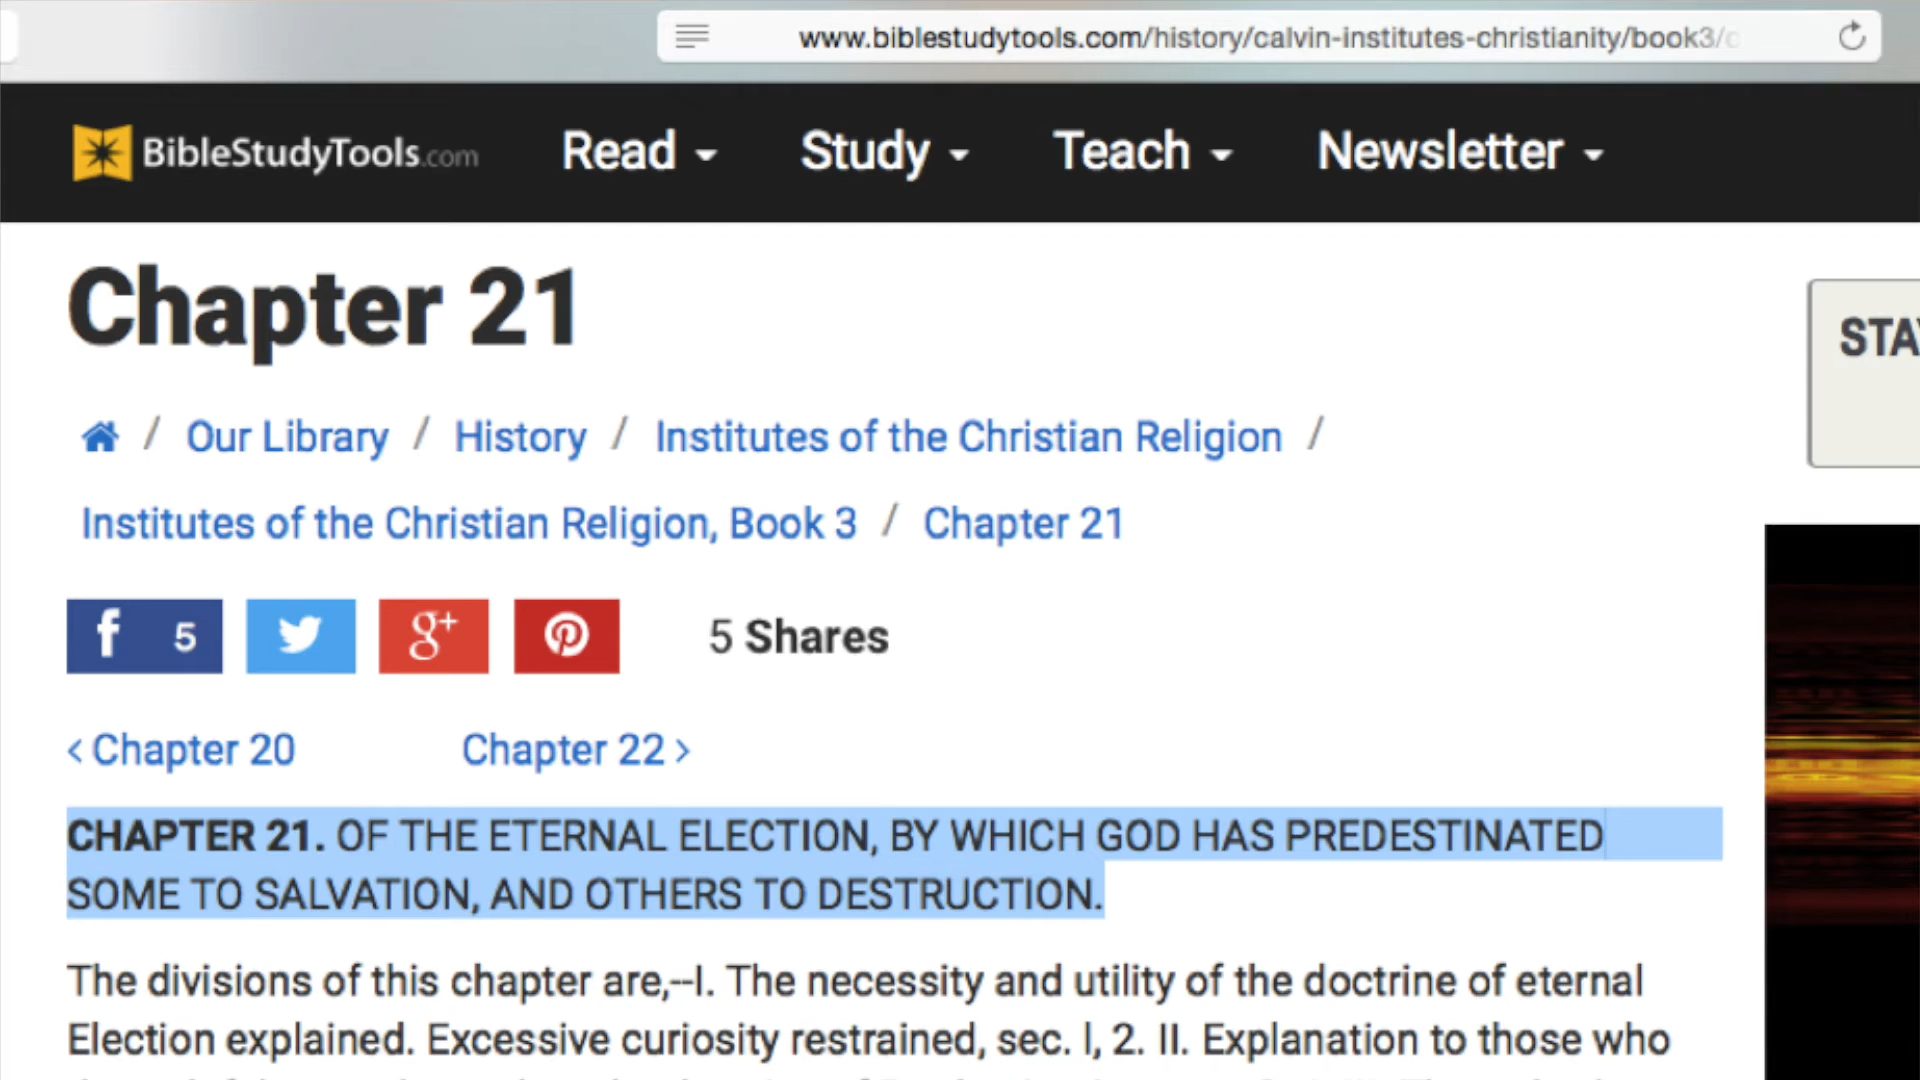 www.biblestudytools.com/history/calvin-institutes-christianity/book3/
BibleStudyTools.com
Read
Study
Teach
Newsletter
Chapter 21
/ Our Library / History / Institutes of the Christian Religion /
Institutes of the Christian Religion, Book 3 / Chapter 21
f 5
g+
5 Shares
< Chapter 20
Chapter 22 >
CHAPTER 21. OF THE ETERNAL ELECTION, BY WHICH GOD HAS PREDESTINATED
SOME TO SALVATION, AND OTHERS TO DESTRUCTION.
The divisions of this chapter are,--I. The necessity and utility of the doctrine of eternal
Election explained. Excessive curiosity restrained, sec. l, 2. II. Explanation to those who